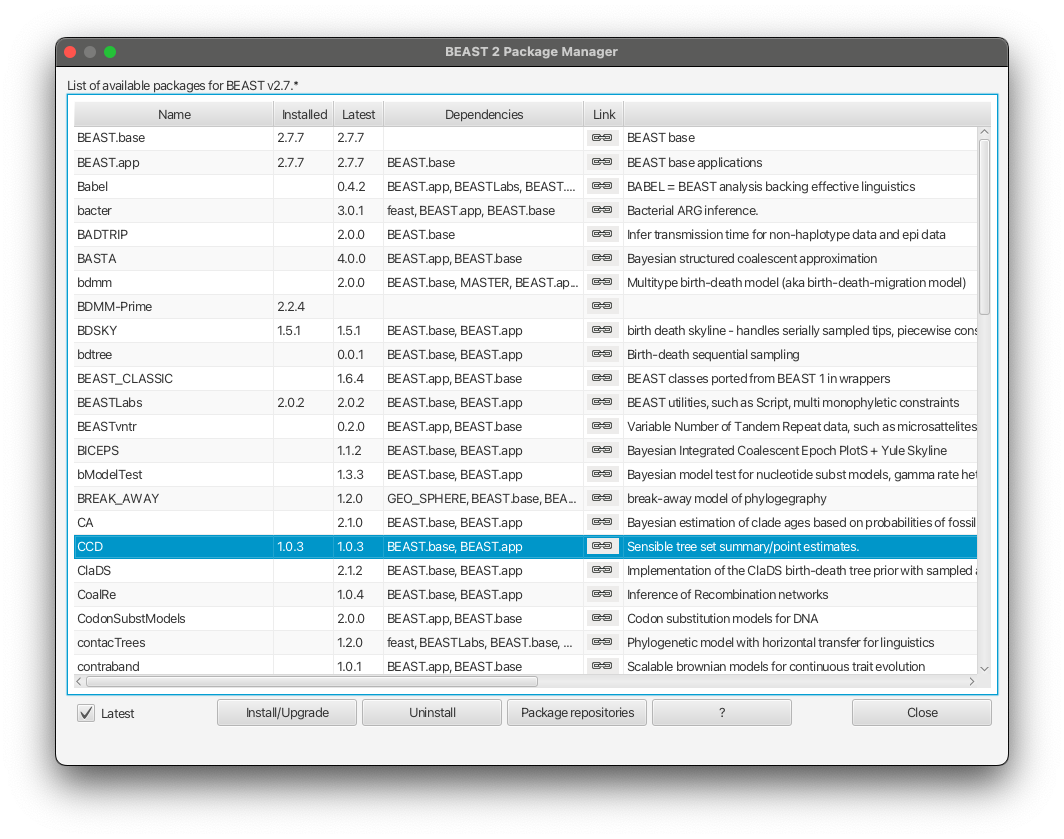 BEAST 2 Package Manager
List of available packages for BEAST v2.7.*
Name Installed Latest Dependencies Link
BEAST.base 2.7.7 2.7.7 BEAST base
BEAST.app 2.7.7 2.7.7 BEAST.base BEAST base applications
Babel 0.4.2 BEAST.app, BEASTLabs, BEAST.... BABEL = BEAST analysis backing effective linguistics
bacter 3.0.1 feast, BEAST.app, BEAST.base Bacterial ARG inference.
BADTRIP 2.0.0 BEAST.base Infer transmission time for non-haplotype data and epi data
BASTA 4.0.0 BEAST.app, BEAST.base Bayesian structured coalescent approximation
bdmm 2.0.0 BEAST.base, MASTER, BEAST.ap... Multitype birth-death model (aka birth-death-migration model)
BDMM-Prime 2.2.4
BDSKY 1.5.1 1.5.1 BEAST.base, BEAST.app birth death skyline - handles serially sampled tips, piecewise cons
bdtree 0.0.1 BEAST.base, BEAST.app Birth-death sequential sampling
BEAST_CLASSIC 1.6.4 BEAST.app, BEAST.base BEAST classes ported from BEAST 1 in wrappers
BEASTLabs 2.0.2 2.0.2 BEAST.base, BEAST.app BEAST utilities, such as Script, multi monophyletic constraints
BEASTvntr 0.2.0 BEAST.app, BEAST.base Variable Number of Tandem Repeat data, such as microsattelites
BICEPS 1.1.2 BEAST.base, BEAST.app Bayesian Integrated Coalescent Epoch PlotS + Yule Skyline
bModelTest 1.3.3 BEAST.base, BEAST.app Bayesian model test for nucleotide subst models, gamma rate het
BREAK_AWAY 1.2.0 GEO_SPHERE, BEAST.base, BEA... break-away model of phylogegraphy
CA 2.1.0 BEAST.base, BEAST.app Bayesian estimation of clade ages based on probabilities of fossil
CCD 1.0.3 1.0.3 BEAST.base, BEAST.app Sensible tree set summary/point estimates.
ClaDS 2.1.2 BEAST.base, BEAST.app Implementation of the ClaDS birth-death tree prior with sampled a
CoalRe 1.0.4 BEAST.base, BEAST.app Inference of Recombination networks
CodonSubstModels 2.0.0 BEAST.app, BEAST.base Codon substitution models for DNA
contacTrees 1.2.0 feast, BEASTLabs, BEAST.base, ... Phylogenetic model with horizontal transfer for linguistics
contraband 1.0.1 BEAST.app, BEAST.base Scalable brownian models for continuous trait evolution
Latest Install/Upgrade Uninstall Package repositories ? Close